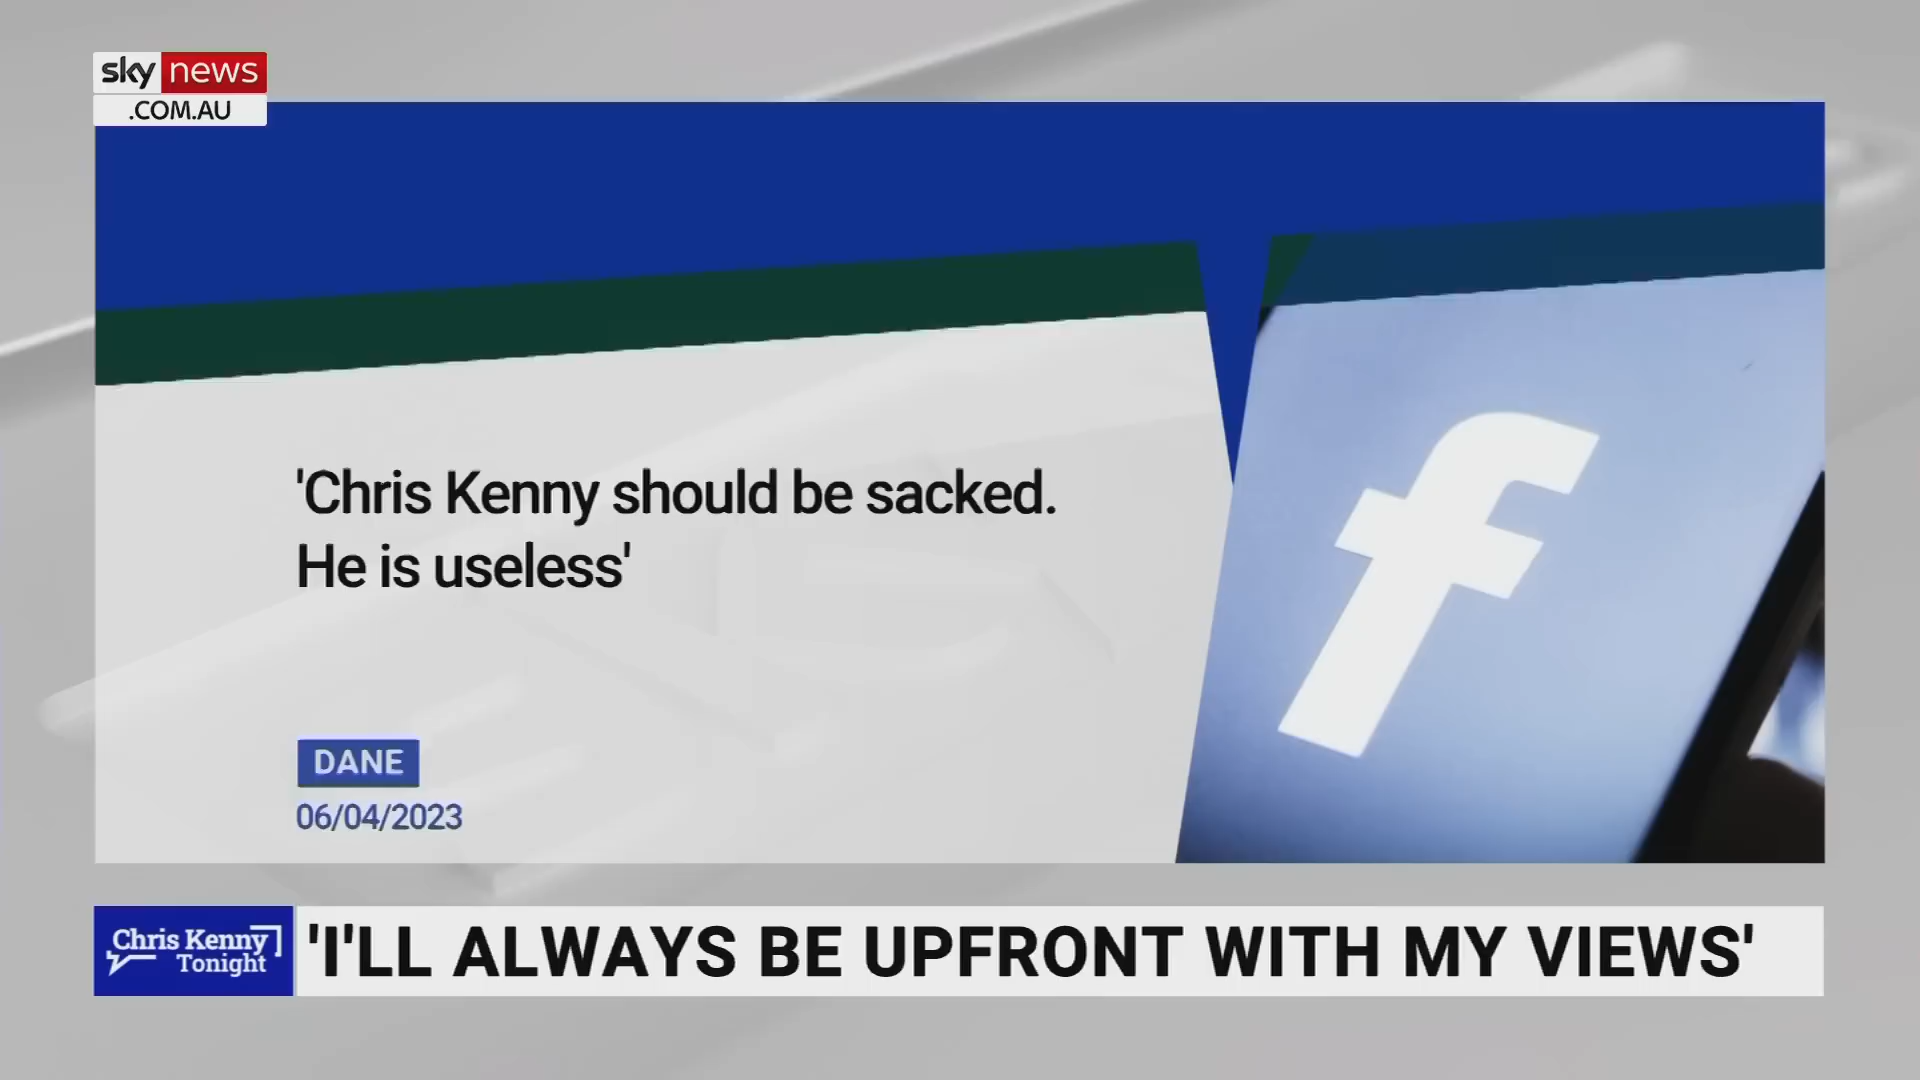 sky news
.COM.AU
'Chris Kenny should be sacked.
He is useless'
DANE
06/04/2023
Chris Kenny
Tonight
'I'LL ALWAYS BE UPFRONT WITH MY VIEWS'